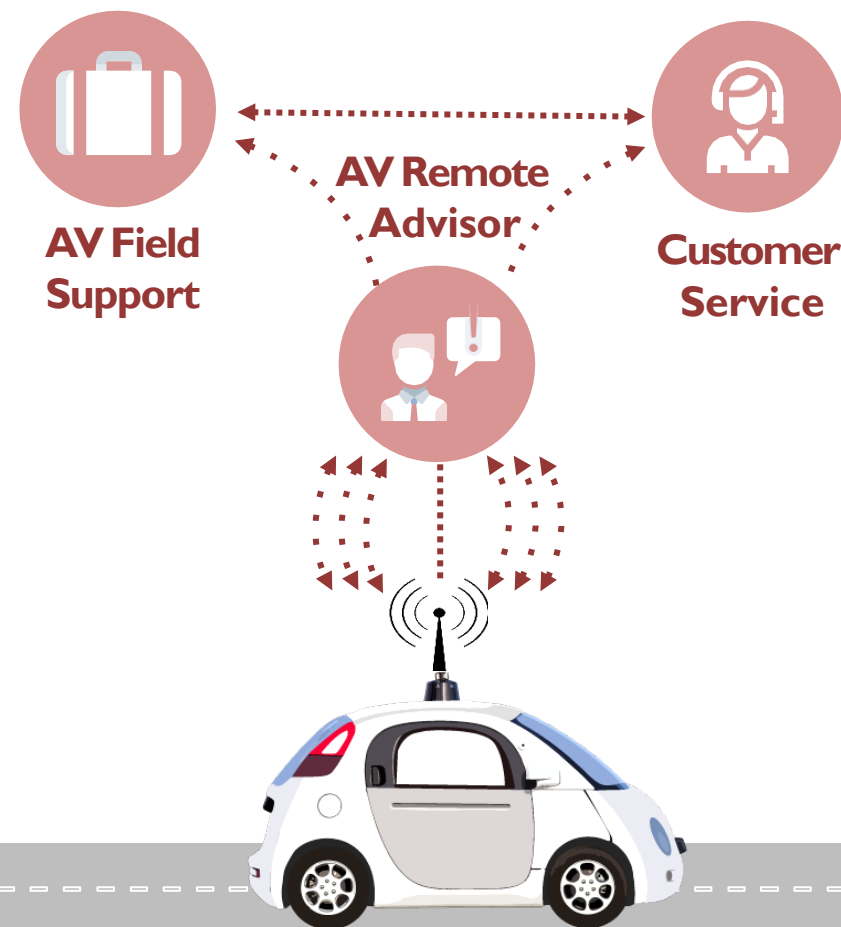 AV Remote
Advisor
AV Field
Support
Customer
Service